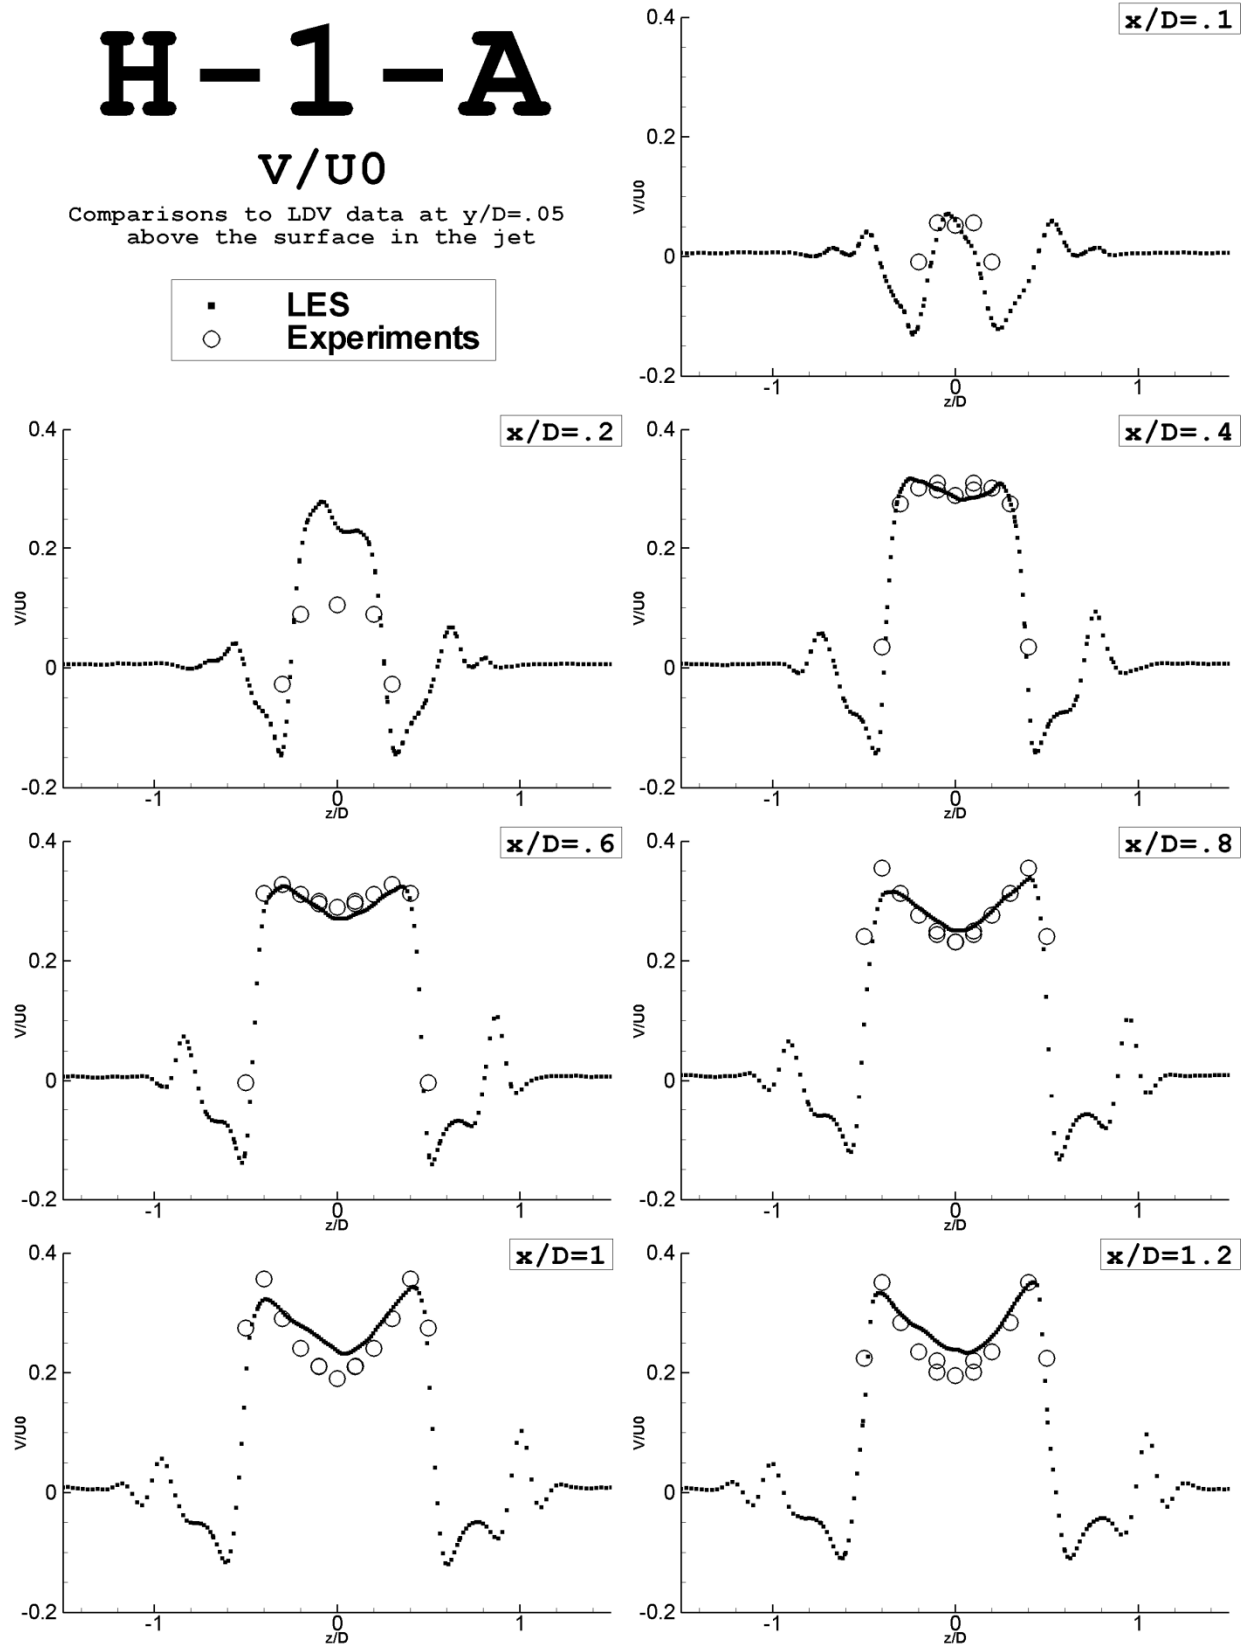 H-1-A
V/U0
Comparisons to LDV data at y/D=.05
above the surface in the jet
LES
Experiments
x/D=.1
0.4
0.2
0
-0.2
V/U0
-1
0
1
z/D
x/D=.2
0.4
0.2
0
-0.2
V/U0
-1
0
1
z/D
x/D=.4
0.4
0.2
0
-0.2
V/U0
-1
0
1
z/D
x/D=.6
0.4
0.2
0
-0.2
V/U0
-1
0
1
z/D
x/D=.8
0.4
0.2
0
-0.2
V/U0
-1
0
1
z/D
x/D=1
0.4
0.2
0
-0.2
V/U0
-1
0
1
z/D
x/D=1.2
0.4
0.2
0
-0.2
V/U0
-1
0
1
z/D